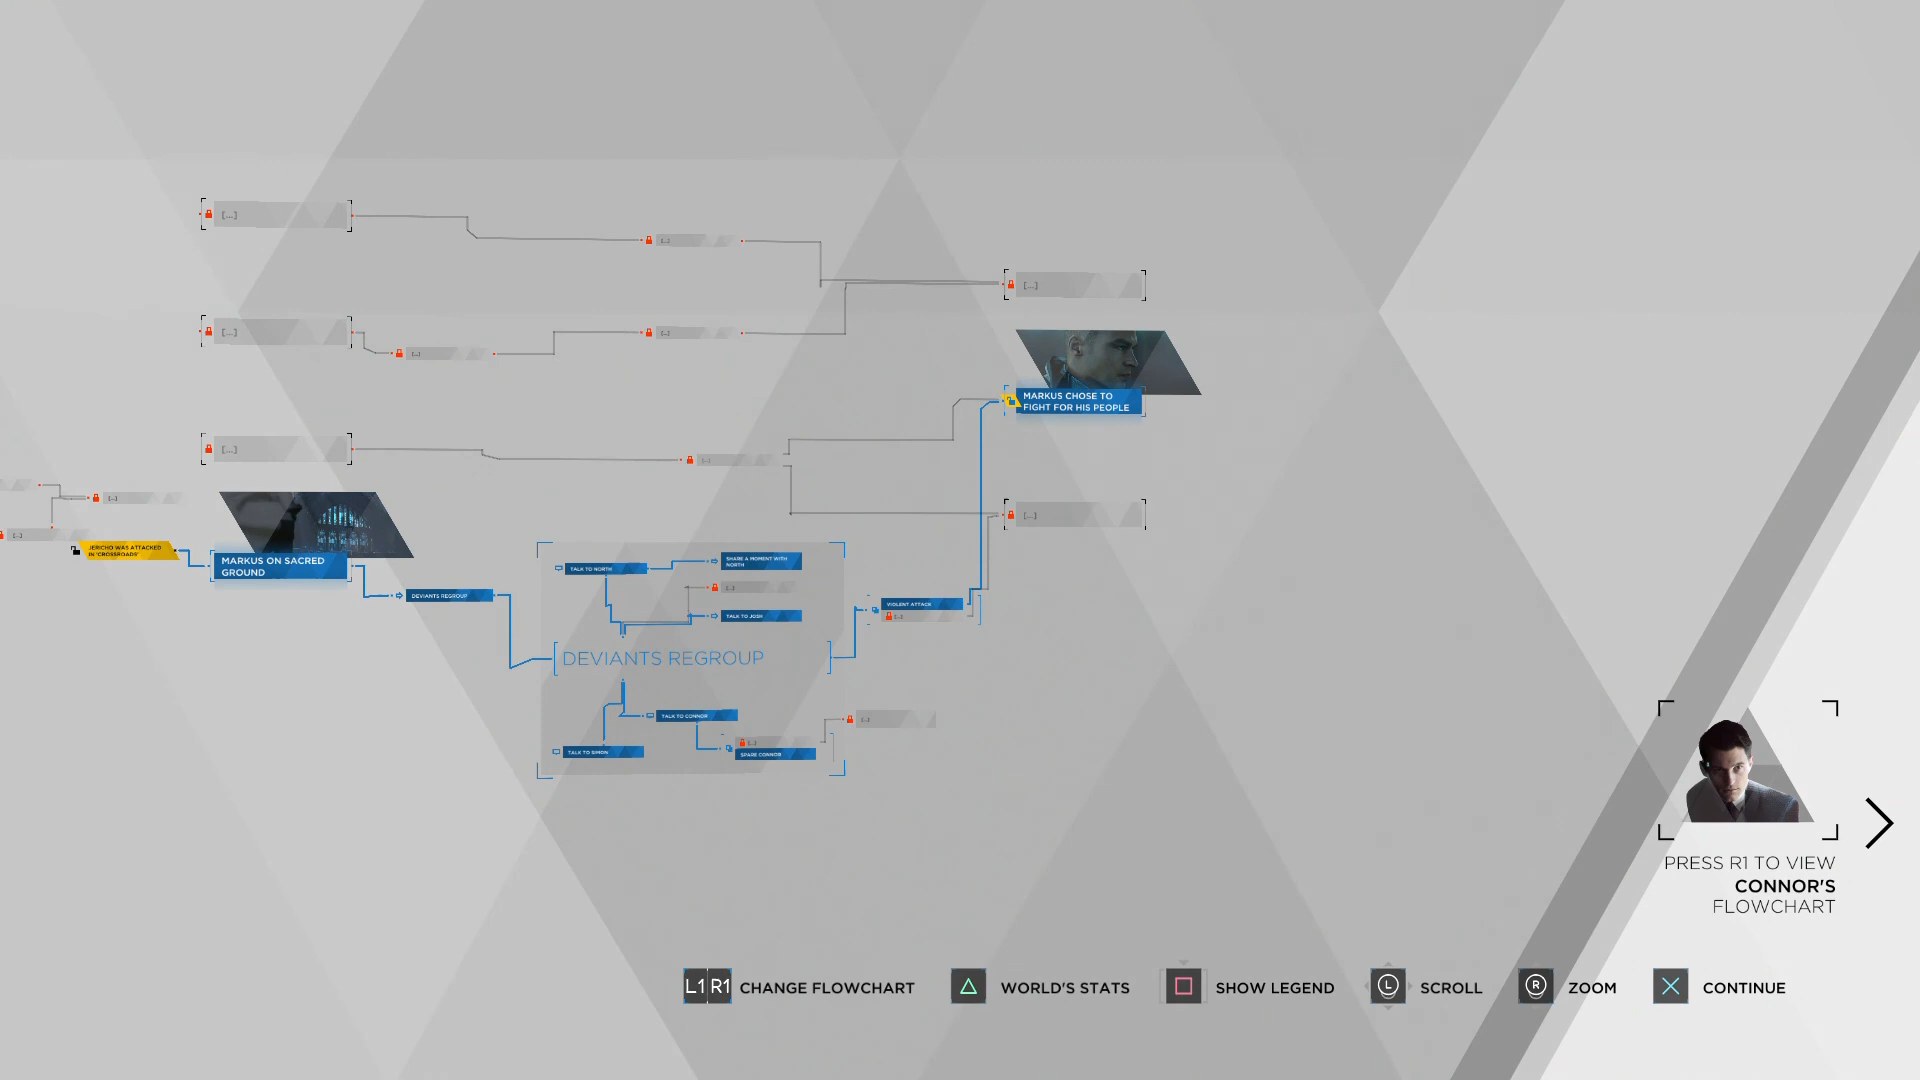 [...]
[...]
[...]
[...]
[...]
[...]
[...]
MARKUS CHOSE TO
FIGHT FOR HIS PEOPLE
[...]
[...]
[...]
[...]
[...]
JERICHO WAS ATTACKED
IN 'CROSSROADS'
MARKUS ON SACRED
GROUND
DEVIANTS REGROUP
TALK TO NORTH
SHARE A MOMENT WITH
NORTH
[...]
TALK TO JOSH
VIOLENT ATTACK
[...]
DEVIANTS REGROUP
TALK TO CONNOR
[...]
[...]
TALK TO SIMON
SPARE CONNOR
PRESS R1 TO VIEW
CONNOR'S
FLOWCHART
L1 R1 CHANGE FLOWCHART
WORLD'S STATS
SHOW LEGEND
L SCROLL
R ZOOM
CONTINUE